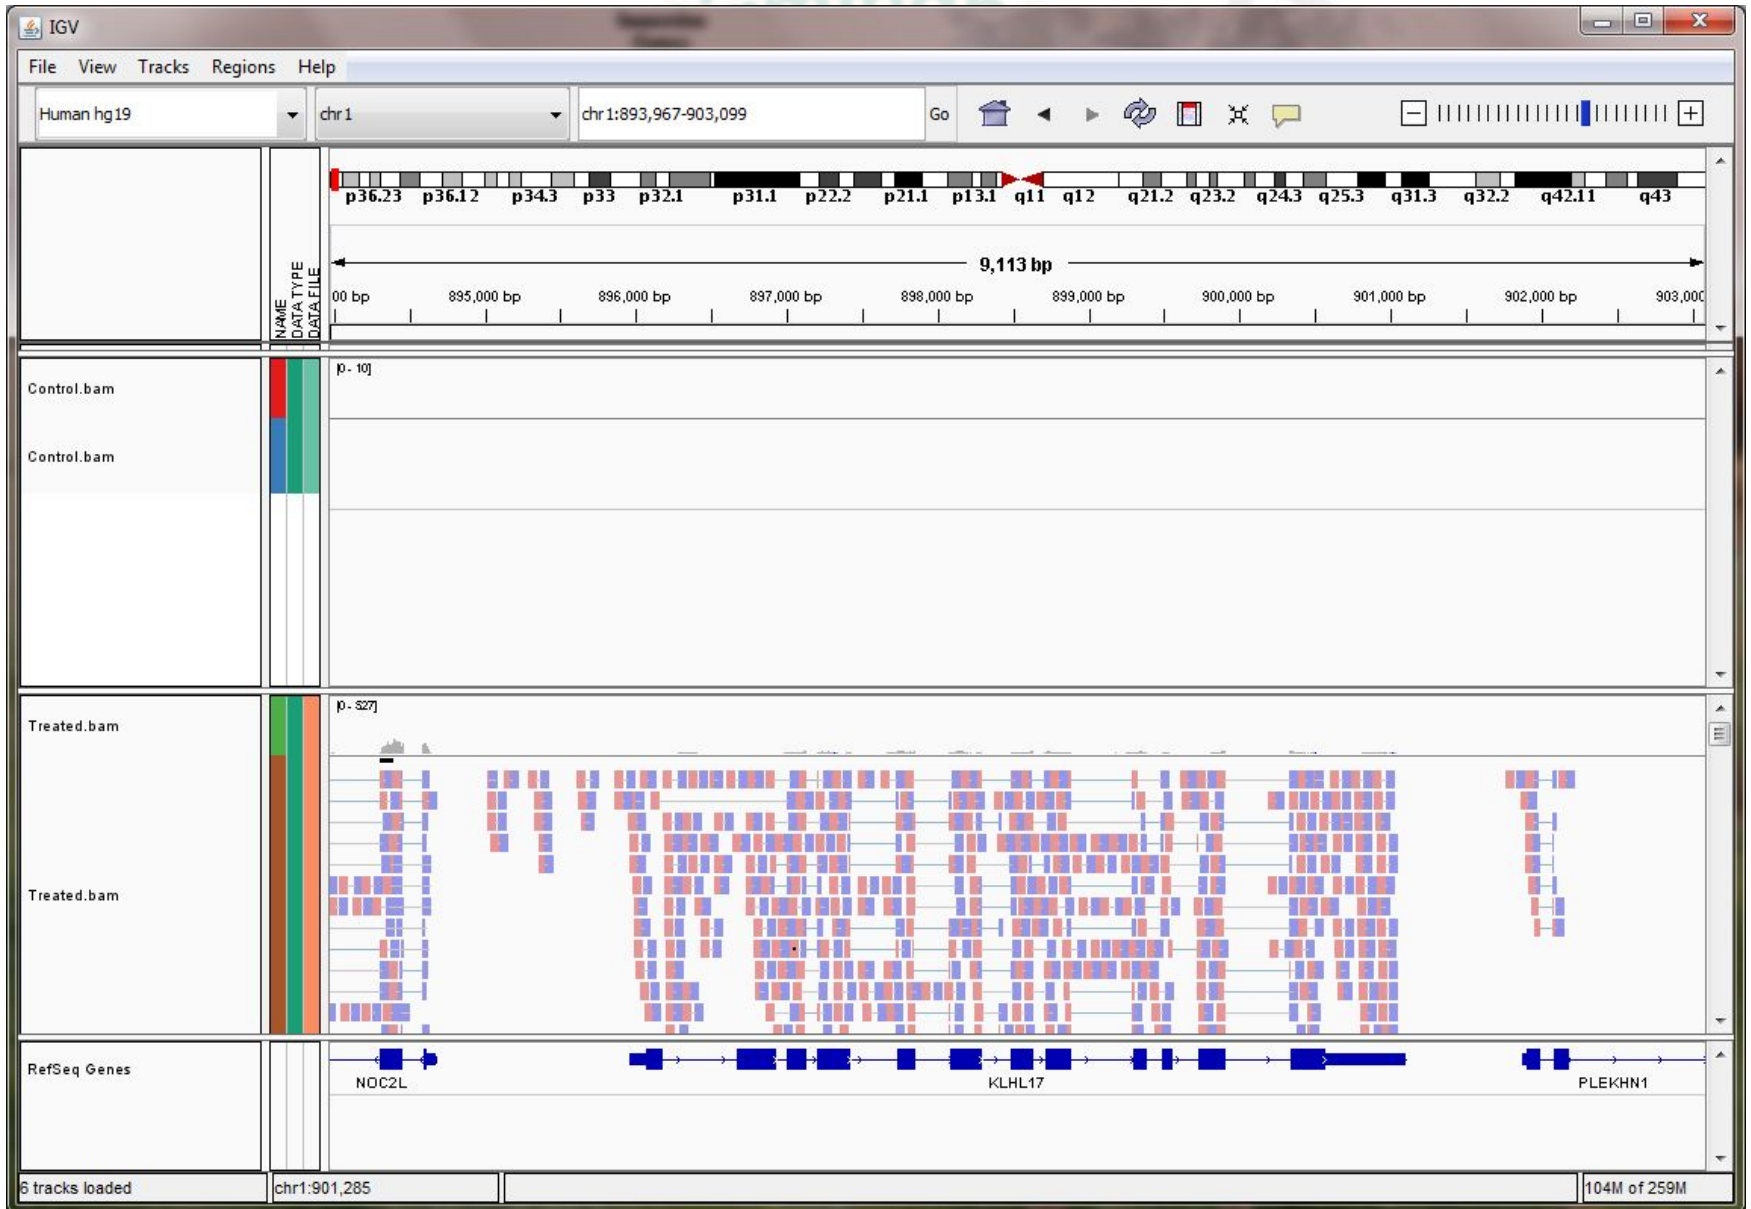 IGV
File View Tracks Regions Help
Human hg19 chr1 chr1:893,967-903,099 Go
p36.23 p36.12 p34.3 p33 p32.1 p31.1 p22.2 p21.1 p13.1 q11 q12 q21.2 q23.2 q24.3 q25.3 q31.3 q32.2 q42.11 q43
9,113 bp
NAME
DATA TYPE
DATA FILE
00 bp 895,000 bp 896,000 bp 897,000 bp 898,000 bp 899,000 bp 900,000 bp 901,000 bp 902,000 bp 903,000
[0 - 10]
Control.bam
Control.bam
[0 - 527]
Treated.bam
Treated.bam
RefSeq Genes
NOC2L KLHL17 PLEKHN1
6 tracks loaded chr1:901,285 104M of 259M